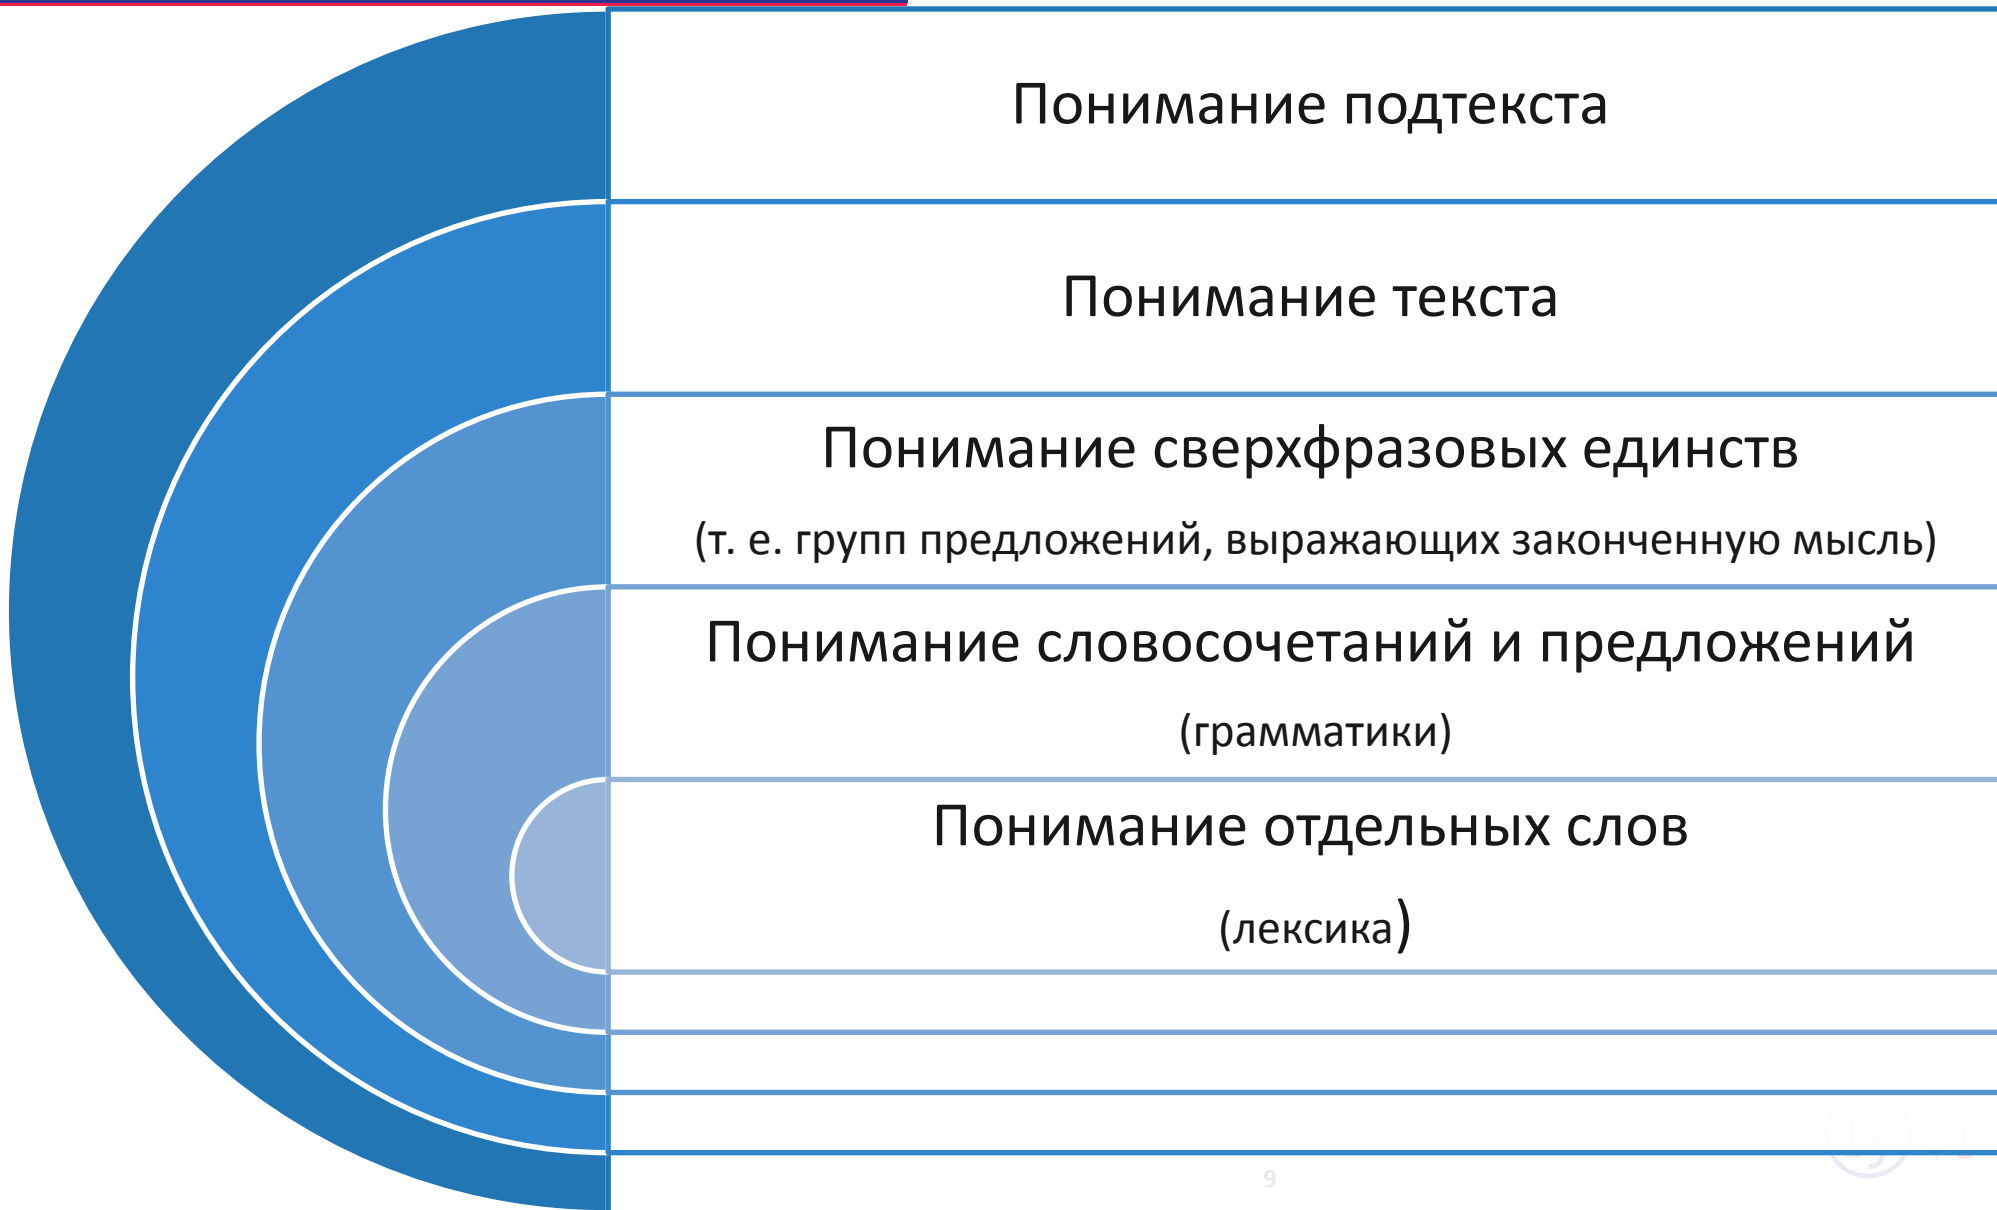 Понимание подтекста
Понимание текста
Понимание сверхфразовых единств
(т. е. групп предложений, выражающих законченную мысль)
Понимание словосочетаний и предложений
(грамматики)
Понимание отдельных слов
(лексика)
9